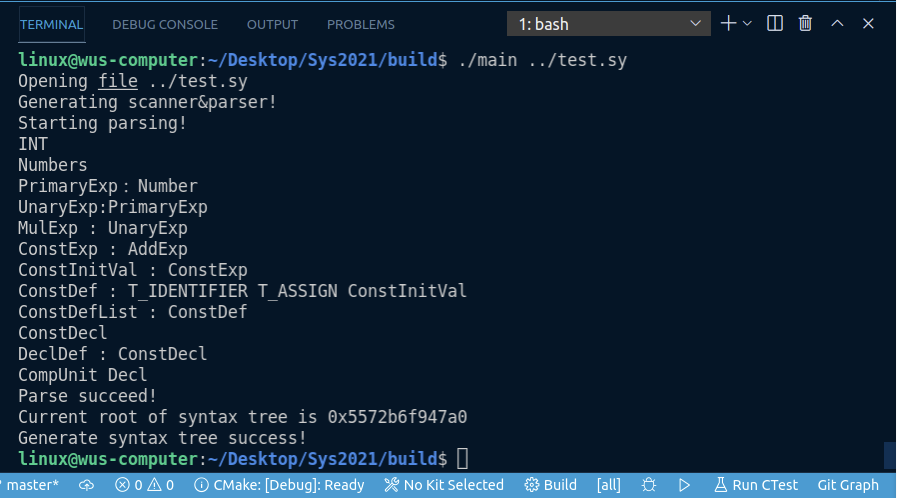 TERMINAL DEBUG CONSOLE OUTPUT PROBLEMS 1: bash
linux@wus-computer:~/Desktop/Sys2021/build$ ./main ../test.sy
Opening file ../test.sy
Generating scanner&parser!
Starting parsing!
INT
Numbers
PrimaryExp：Number
UnaryExp:PrimaryExp
MulExp : UnaryExp
ConstExp : AddExp
ConstInitVal : ConstExp
ConstDef : T_IDENTIFIER T_ASSIGN ConstInitVal
ConstDefList : ConstDef
ConstDecl
DeclDef : ConstDecl
CompUnit Decl
Parse succeed!
Current root of syntax tree is 0x5572b6f947a0
Generate syntax tree success!
linux@wus-computer:~/Desktop/Sys2021/build$
master* 0 0 CMake: [Debug]: Ready No Kit Selected Build [all] Run CTest Git Graph